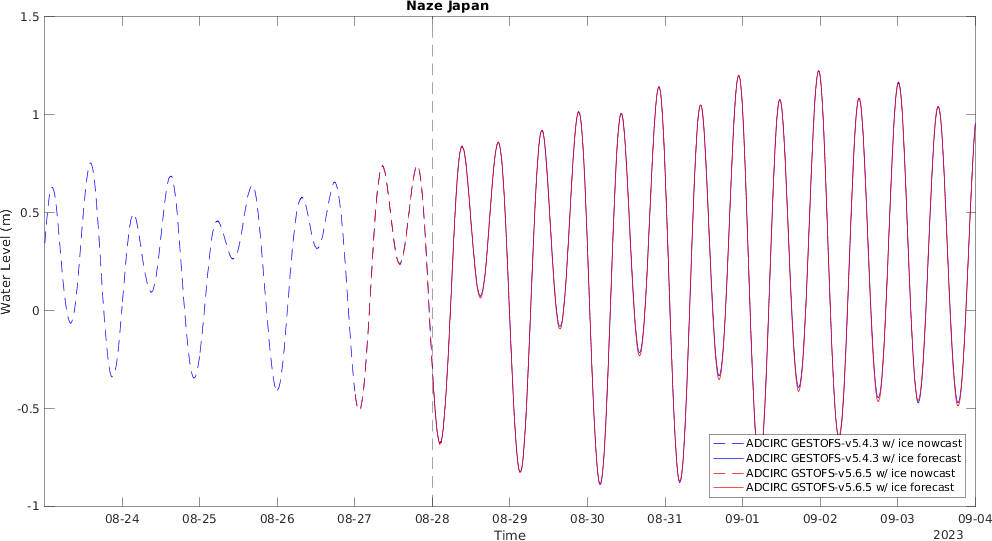 Naze Japan
1.5
1
0.5
0
-0.5
-1
Water Level (m)
ADCIRC GESTOFS-v5.4.3 w/ ice nowcast
ADCIRC GESTOFS-v5.4.3 w/ ice forecast
ADCIRC GSTOFS-v5.6.5 w/ ice nowcast
ADCIRC GSTOFS-v5.6.5 w/ ice forecast
08-24 08-25 08-26 08-27 08-28 08-29 08-30 08-31 09-01 09-02 09-03 09-04
Time
2023